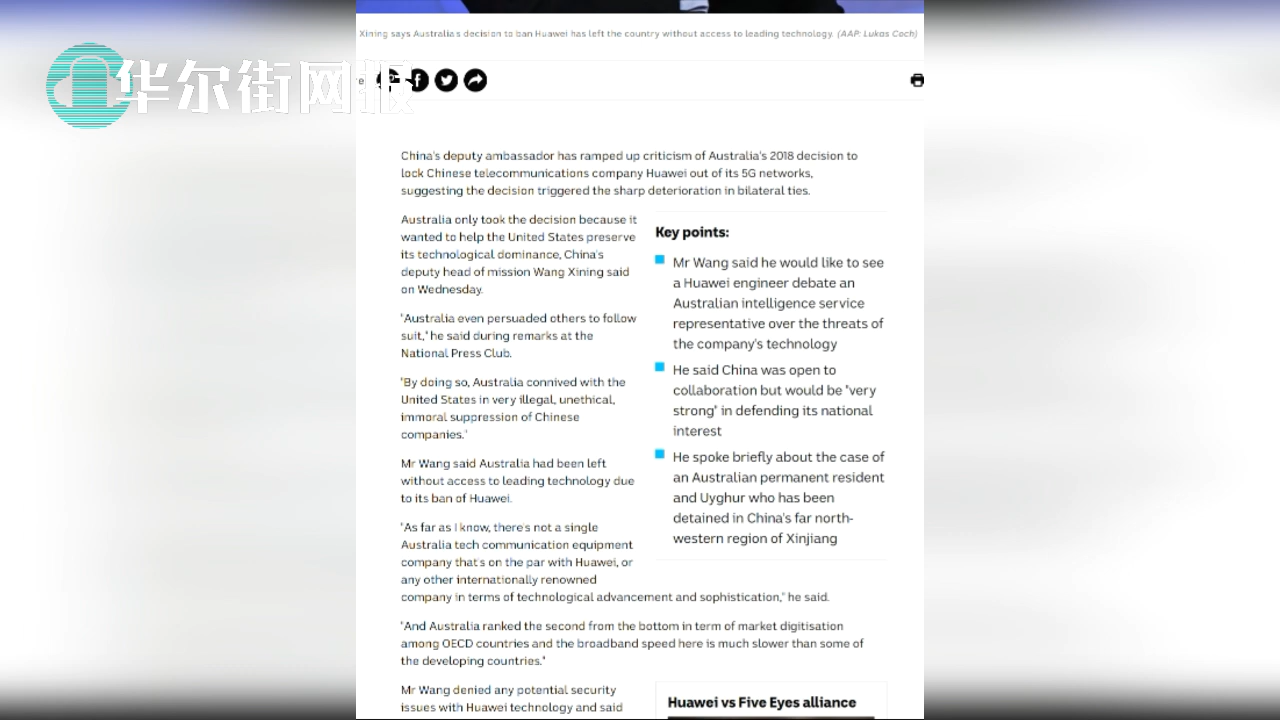 Xining says Australia's decision to ban Huawei has left the country without access to leading technology. (AAP: Lukas Coch)
华尔街网报
China's deputy ambassador has ramped up criticism of Australia's 2018 decision to
lock Chinese telecommunications company Huawei out of its 5G networks,
suggesting the decision triggered the sharp deterioration in bilateral ties.
Australia only took the decision because it
wanted to help the United States preserve
its technological dominance, China's
deputy head of mission Wang Xining said
on Wednesday.
"Australia even persuaded others to follow
suit," he said during remarks at the
National Press Club.
"By doing so, Australia connived with the
United States in very illegal, unethical,
immoral suppression of Chinese
companies."
Mr Wang said Australia had been left
without access to leading technology due
to its ban of Huawei.
"As far as I know, there's not a single
Australia tech communication equipment
company that's on the par with Huawei, or
any other internationally renowned
company in terms of technological advancement and sophistication," he said.
Key points:
Mr Wang said he would like to see
a Huawei engineer debate an
Australian intelligence service
representative over the threats of
the company's technology
He said China was open to
collaboration but would be "very
strong" in defending its national
interest
He spoke briefly about the case of
an Australian permanent resident
and Uyghur who has been
detained in China's far north-
western region of Xinjiang
"And Australia ranked the second from the bottom in term of market digitisation
among OECD countries and the broadband speed here is much slower than some of
the developing countries."
Mr Wang denied any potential security
issues with Huawei technology and said
Huawei vs Five Eyes alliance